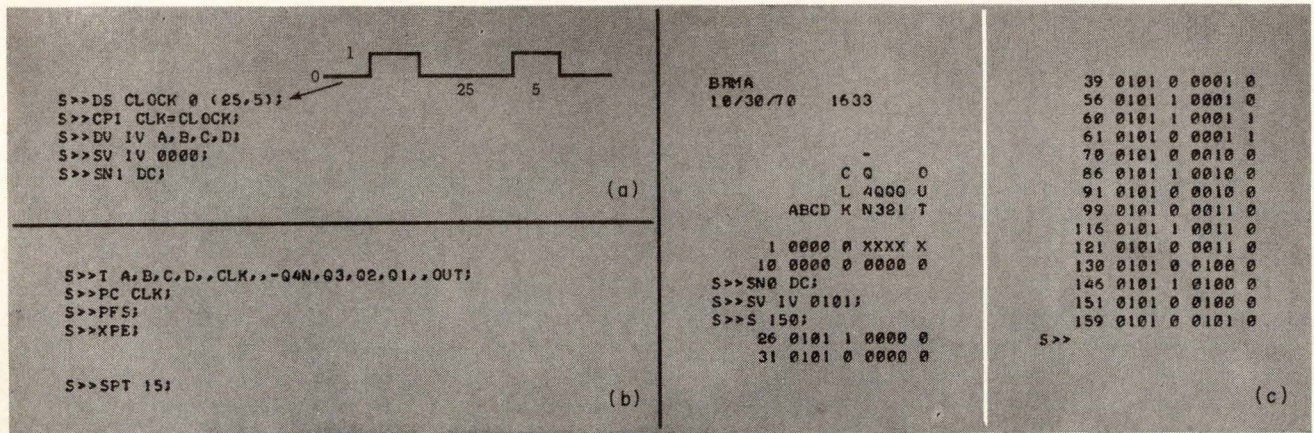 1
0
25 5
S>>DS CLOCK 0 (25,5);
S>>CPI CLK=CLOCK;
S>>DV IV A,B,C,D;
S>>SV IV 0000;
S>>SN1 DC;
(a)
S>>T A,B,C,D,,CLK,,-Q4N,Q3,Q2,Q1,,OUT;
S>>PC CLK;
S>>PFS;
S>>XPE;
S>>SPT 15;
(b)
BRMA
10/30/70 1633
-
C Q O
L 4QQQ U
ABCD K N321 T
1 0000 0 XXXX X
10 0000 0 0000 0
S>>SN0 DC;
S>>SV IV 0101;
S>>S 150;
26 0101 1 0000 0
31 0101 0 0000 0
39 0101 0 0001 0
56 0101 1 0001 0
60 0101 1 0001 1
61 0101 0 0001 1
70 0101 0 0010 0
86 0101 1 0010 0
91 0101 0 0010 0
99 0101 0 0011 0
116 0101 1 0011 0
121 0101 0 0011 0
130 0101 0 0100 0
146 0101 1 0100 0
151 0101 0 0100 0
159 0101 0 0101 0
S>>
(c)